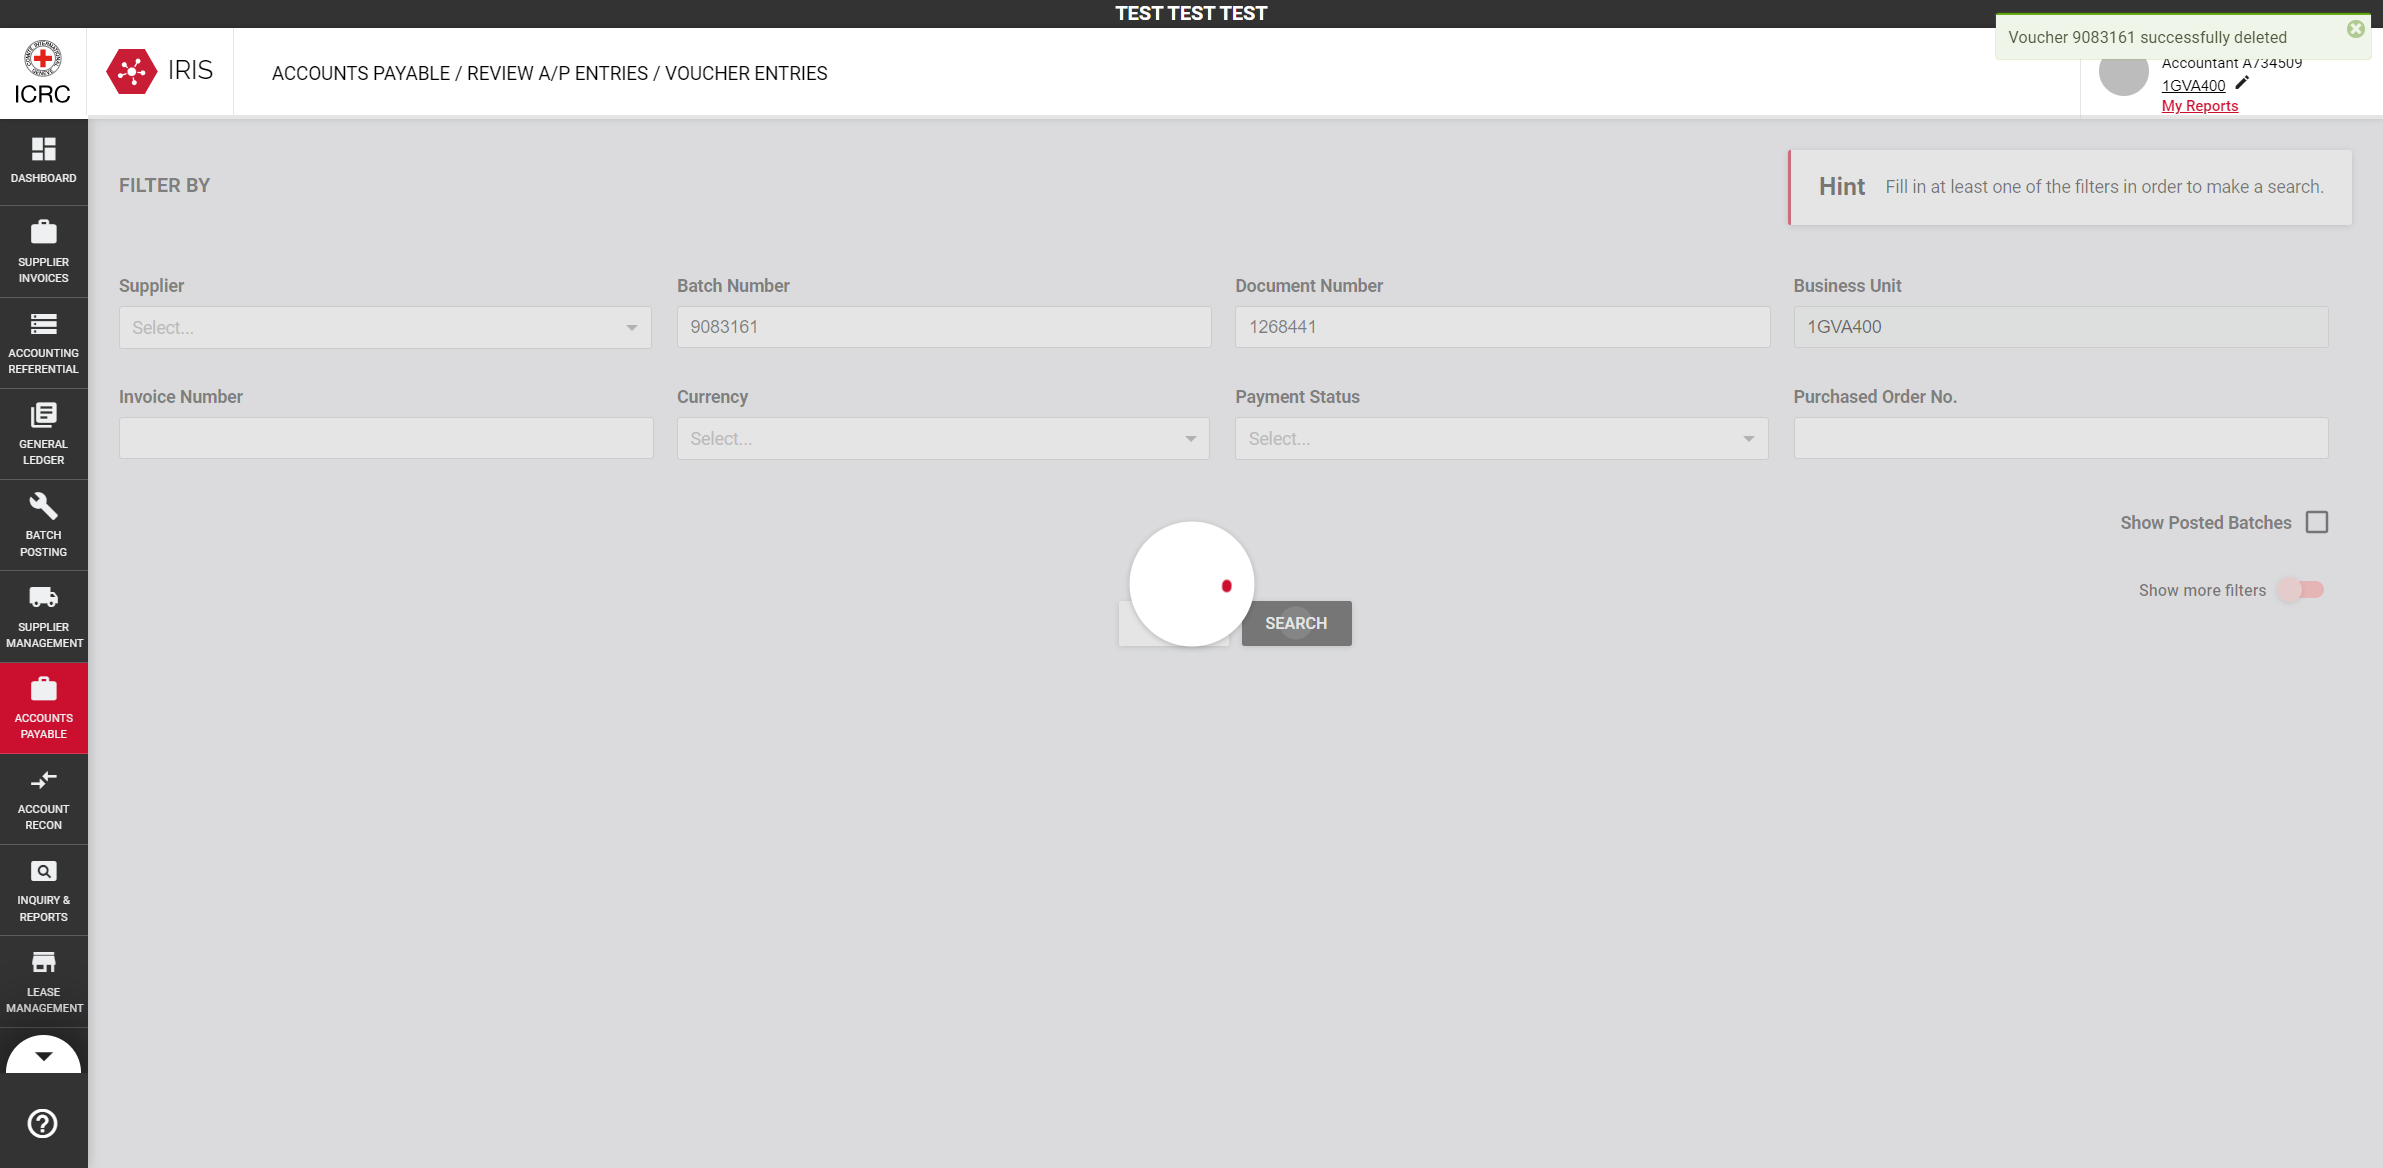 TEST TEST TEST
Voucher 9083161 successfully deleted
ICRC
IRIS
ACCOUNTS PAYABLE / REVIEW A/P ENTRIES / VOUCHER ENTRIES
Accountant A734509
1GVA400
My Reports
DASHBOARD
SUPPLIER
INVOICES
ACCOUNTING
REFERENTIAL
GENERAL
LEDGER
BATCH
POSTING
SUPPLIER
MANAGEMENT
ACCOUNTS
PAYABLE
ACCOUNT
RECON
INQUIRY &
REPORTS
LEASE
MANAGEMENT
FILTER BY
Hint Fill in at least one of the filters in order to make a search.
Supplier
Select...
Batch Number
9083161
Document Number
1268441
Business Unit
1GVA400
Invoice Number
Currency
Select...
Payment Status
Select...
Purchased Order No.
Show Posted Batches
Show more filters
SEARCH